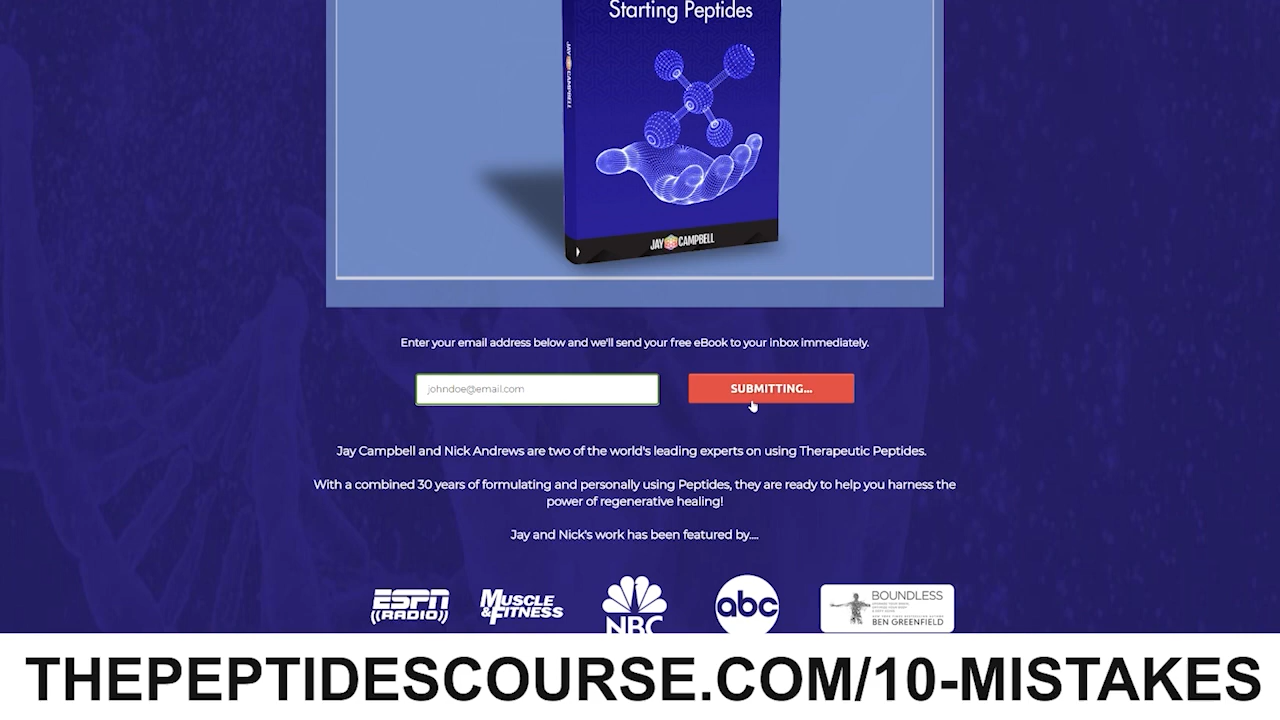 Starting Peptides
JAY CAMPBELL
JAY CAMPBELL
Enter your email address below and we'll send your free eBook to your inbox immediately.
johndoe@email.com
SUBMITTING...
Jay Campbell and Nick Andrews are two of the world's leading experts on using Therapeutic Peptides.
With a combined 30 years of formulating and personally using Peptides, they are ready to help you harness the
power of regenerative healing!
Jay and Nick's work has been featured by....
ESPN
RADIO
MUSCLE
& FITNESS
NBC
abc
BOUNDLESS
BEN GREENFIELD
THEPEPTIDESCOURSE.COM/10-MISTAKES